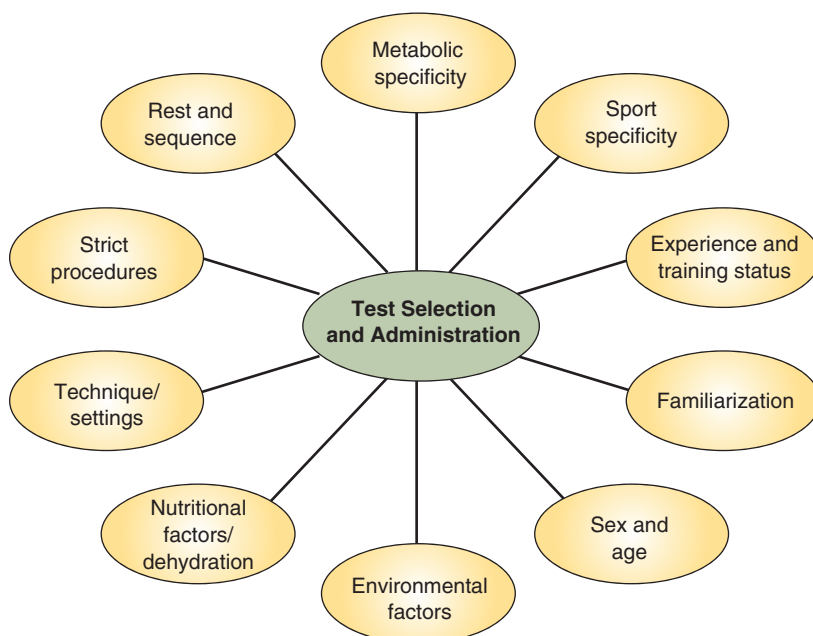 Metabolic
specificity
Rest and
sequence
Sport
specificity
Strict
procedures
Experience and
training status
Test Selection
and Administration
Technique/
settings
Familiarization
Nutritional
factors/
dehydration
Sex and
age
Environmental
factors